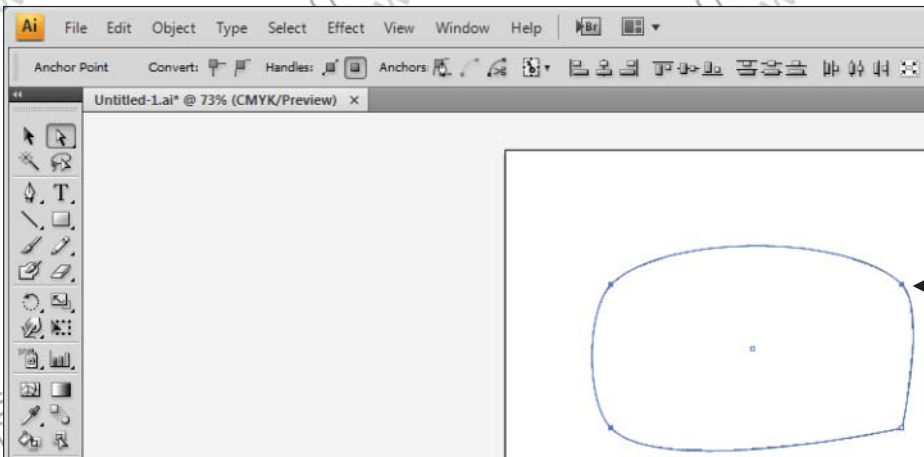 Ai File Edit Object Type Select Effect View Window Help Br
Anchor Point Convert: Handles: Anchors:
Untitled-1.ai* @ 73% (CMYK/Preview) ×
T